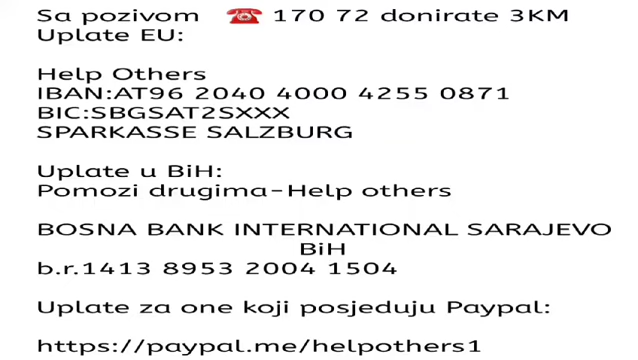 Sa pozivom ☎️ 170 72 donirate 3KM
Uplate EU:
Help Others
IBAN:AT96 2040 4000 4255 0871
BIC:SBGSAT2SXXX
SPARKASSE SALZBURG
Uplate u BiH:
Pomozi drugima-Help others
BOSNA BANK INTERNATIONAL SARAJEVO
BiH
b.r.1413 8953 2004 1504
Uplate za one koji posjeduju Paypal:
https://paypal.me/helpothers1